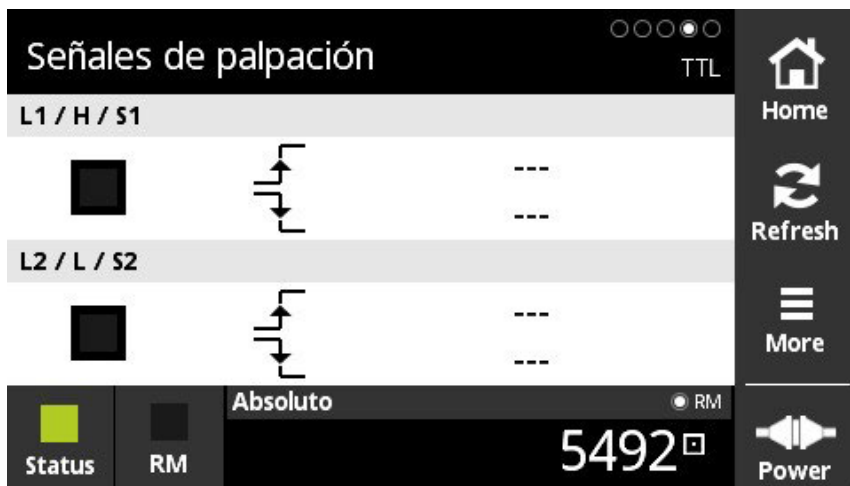 Señales de palpación
TTL
L1 / H / S1
---
---
L2 / L / S2
---
---
Status
RM
Absoluto
RM
5492
Home
Refresh
More
Power